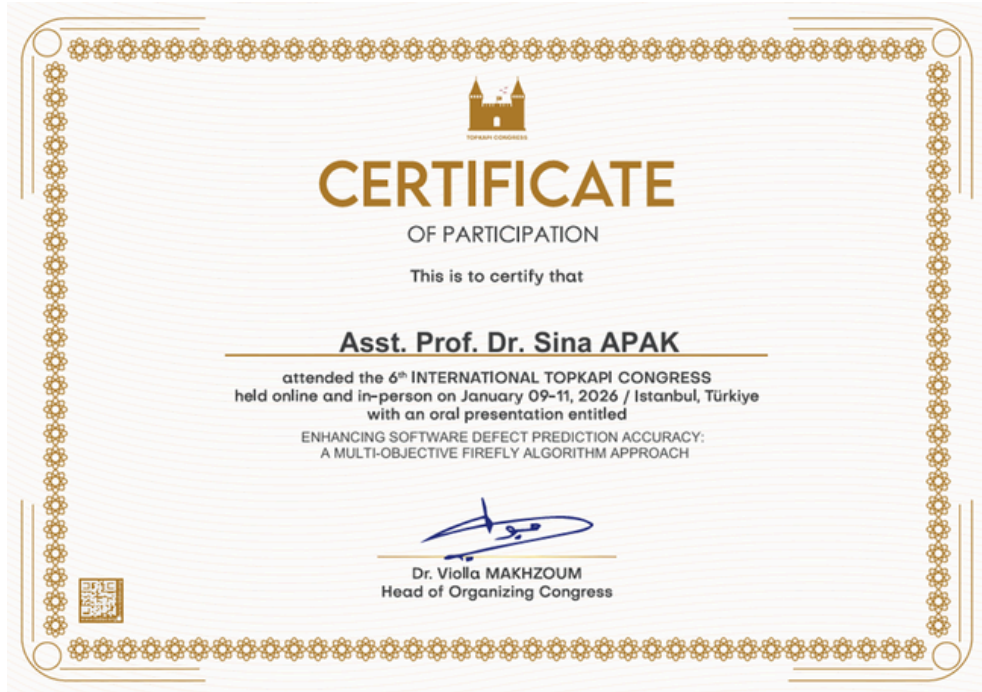 TOPKAPI CONGRESS
CERTIFICATE
OF PARTICIPATION
This is to certify that
Asst. Prof. Dr. Sina APAK
attended the 6th INTERNATIONAL TOPKAPI CONGRESS
held online and in-person on January 09-11, 2026 / Istanbul, Türkiye
with an oral presentation entitled
ENHANCING SOFTWARE DEFECT PREDICTION ACCURACY:
A MULTI-OBJECTIVE FIREFLY ALGORITHM APPROACH
Dr. Violla MAKHZOUM
Head of Organizing Congress